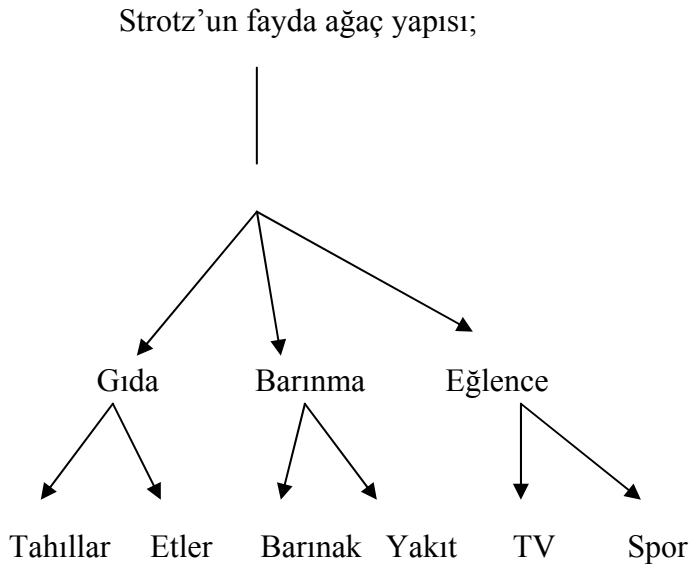 Strotz’un fayda ağaç yapısı;
Gıda Barınma Eğlence
Tahıllar Etler Barınak Yakıt TV Spor